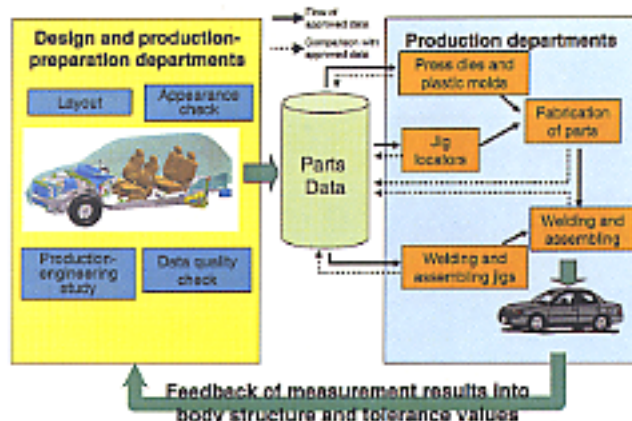 Design and production-
preparation departments
Layout
Appearance
check
Production-
engineering
study
Data quality
check
Flow of
approved data
Comparison with
approved data
Parts
Data
Production departments
Press dies and
plastic molds
Fabrication
of parts
Jig
locators
Welding and
assembling
Welding and
assembling jigs
Feedback of measurement results into
body structure and tolerance values